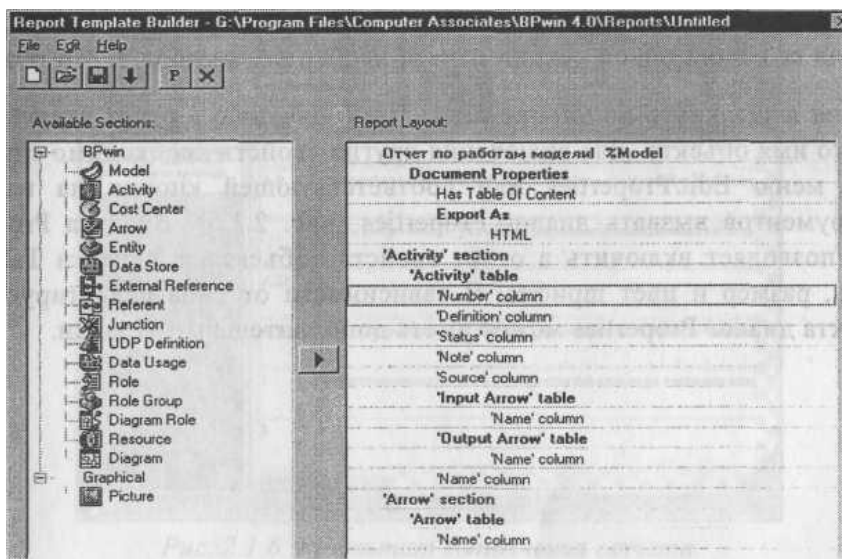 Report Template Builder - G:\Program Files\Computer Associates\BPwin 4.0\Reports\Untitled
File Edit Help
P
Available Sections:
BPwin
Model
Activity
Cost Center
Arrow
Entity
Data Store
External Reference
Referent
Junction
UDP Definition
Data Usage
Role
Role Group
Diagram Role
Resource
Diagram
Graphical
Picture
Report Layout:
Отчет по работам модели %Model
Document Properties
Has Table Of Content
Export As
HTML
'Activity' section
'Activity' table
'Number' column
'Definition' column
'Status' column
'Note' column
'Source' column
'Input Arrow' table
'Name' column
'Output Arrow' table
'Name' column
'Name' column
'Arrow' section
'Arrow' table
'Name' column